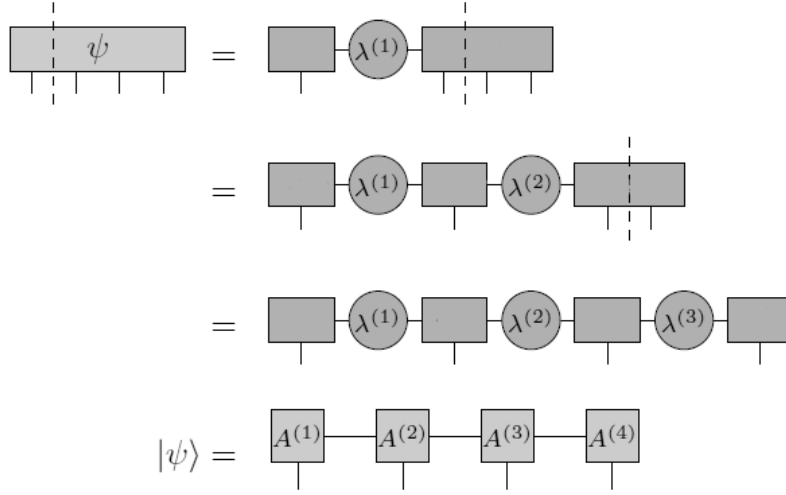 ψ = λ⁽¹⁾
= λ⁽¹⁾ λ⁽²⁾
= λ⁽¹⁾ λ⁽²⁾ λ⁽³⁾
|ψ⟩ = A⁽¹⁾ A⁽²⁾ A⁽³⁾ A⁽⁴⁾